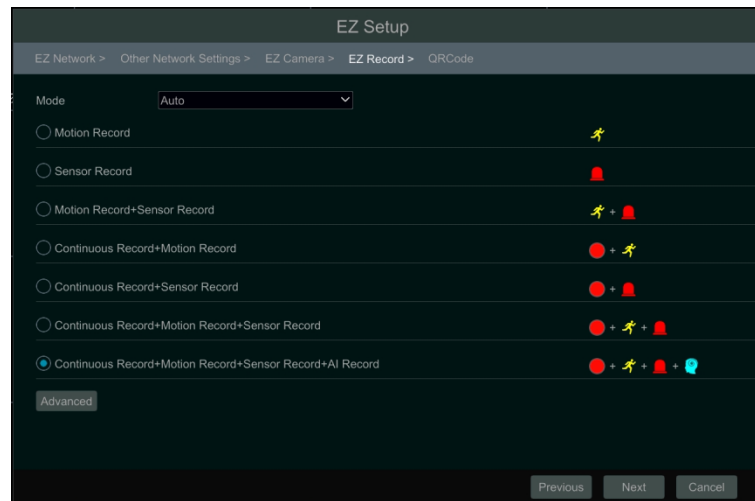 EZ Setup
EZ Network > Other Network Settings > EZ Camera > EZ Record > QRCode
Mode Auto
Motion Record
Sensor Record
Motion Record+Sensor Record
Continuous Record+Motion Record
Continuous Record+Sensor Record
Continuous Record+Motion Record+Sensor Record
Continuous Record+Motion Record+Sensor Record+AI Record
Advanced
Previous Next Cancel